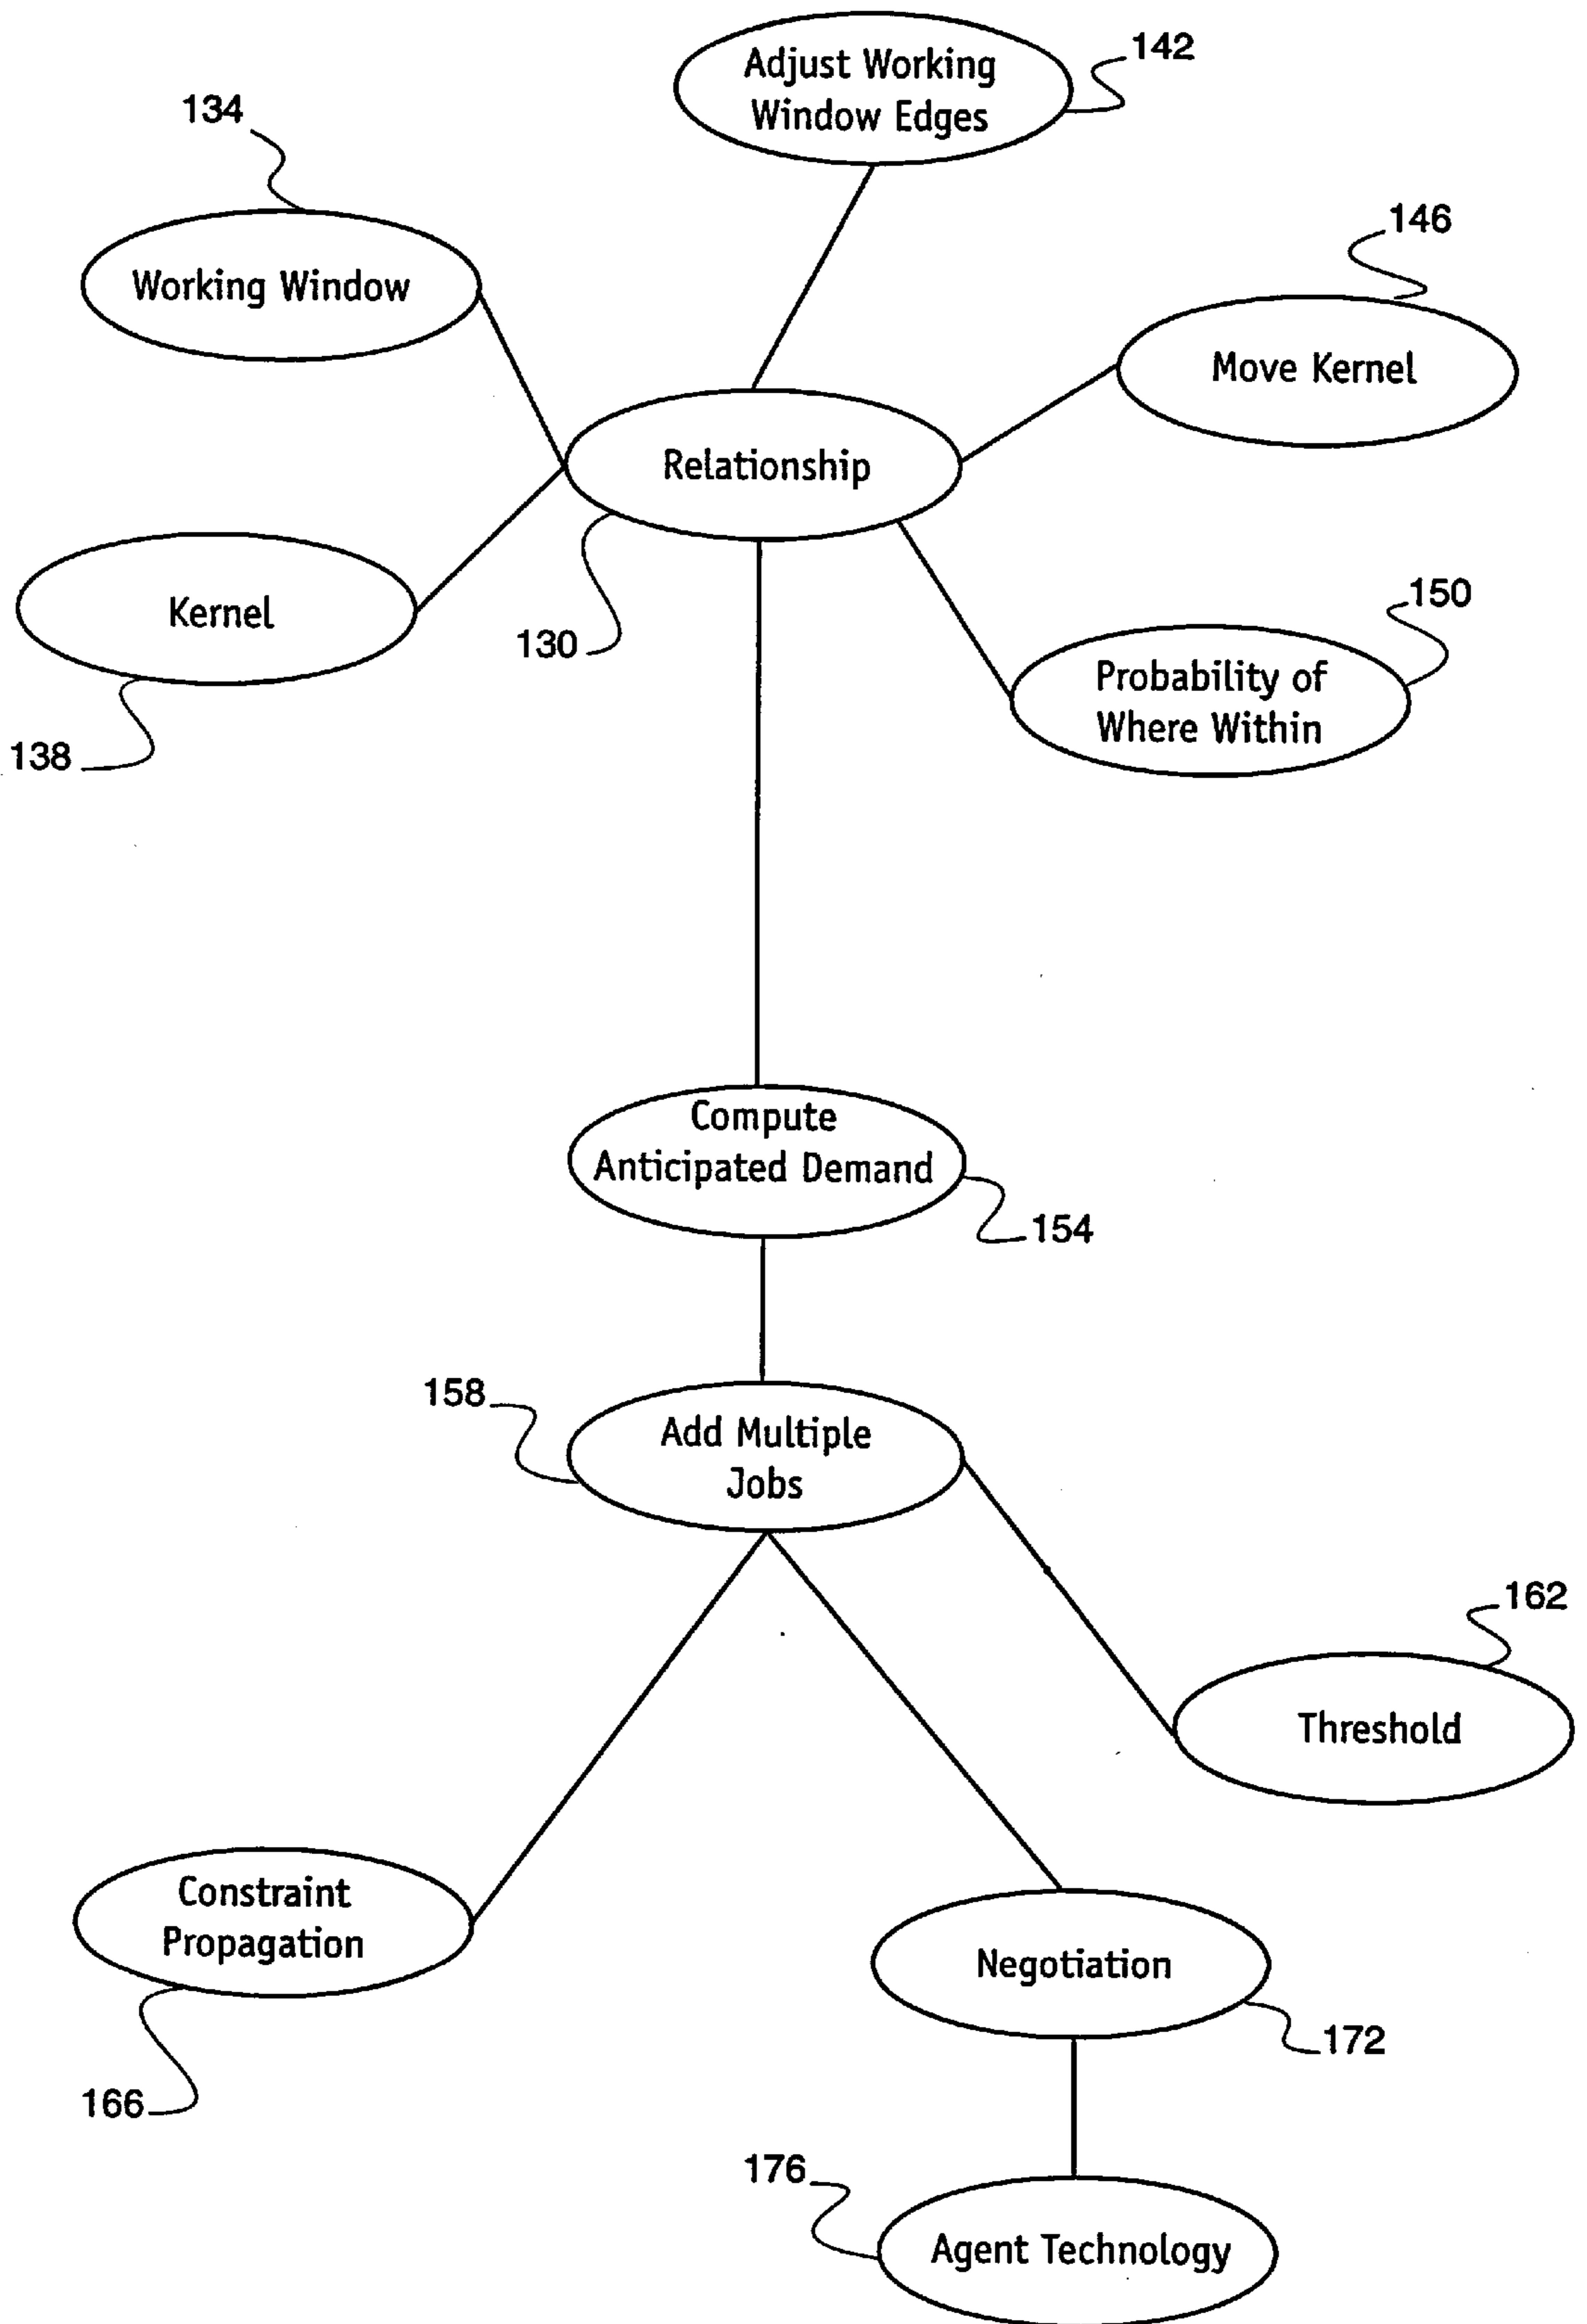 Adjust Working
Window Edges
142
134
Working Window
146
Move Kernel
Relationship
130
Kernel
138
150
Probability of
Where Within
Compute
Anticipated Demand
154
158
Add Multiple
Jobs
162
Threshold
Constraint
Propagation
166
Negotiation
172
176
Agent Technology